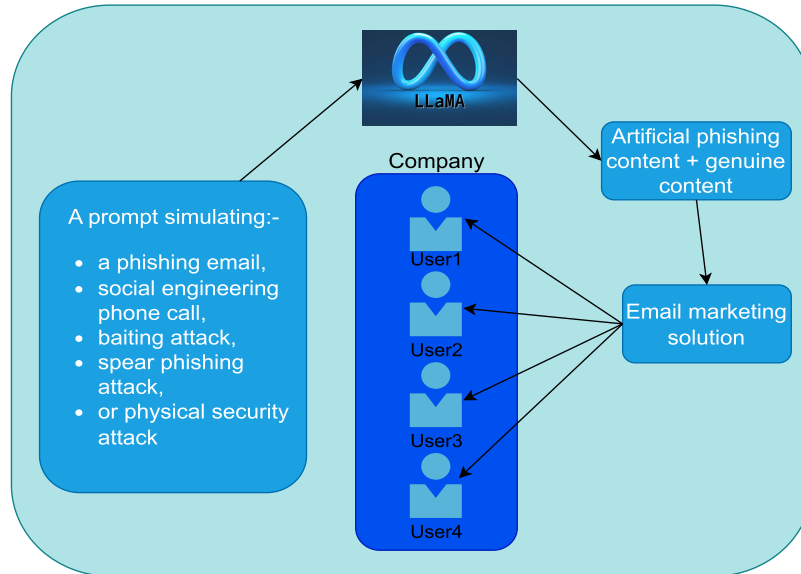 LLaMA
Artificial phishing
content + genuine
content
Company
A prompt simulating:-
• a phishing email,
• social engineering
phone call,
• baiting attack,
• spear phishing
attack,
• or physical security
attack
User1
User2
User3
User4
Email marketing
solution